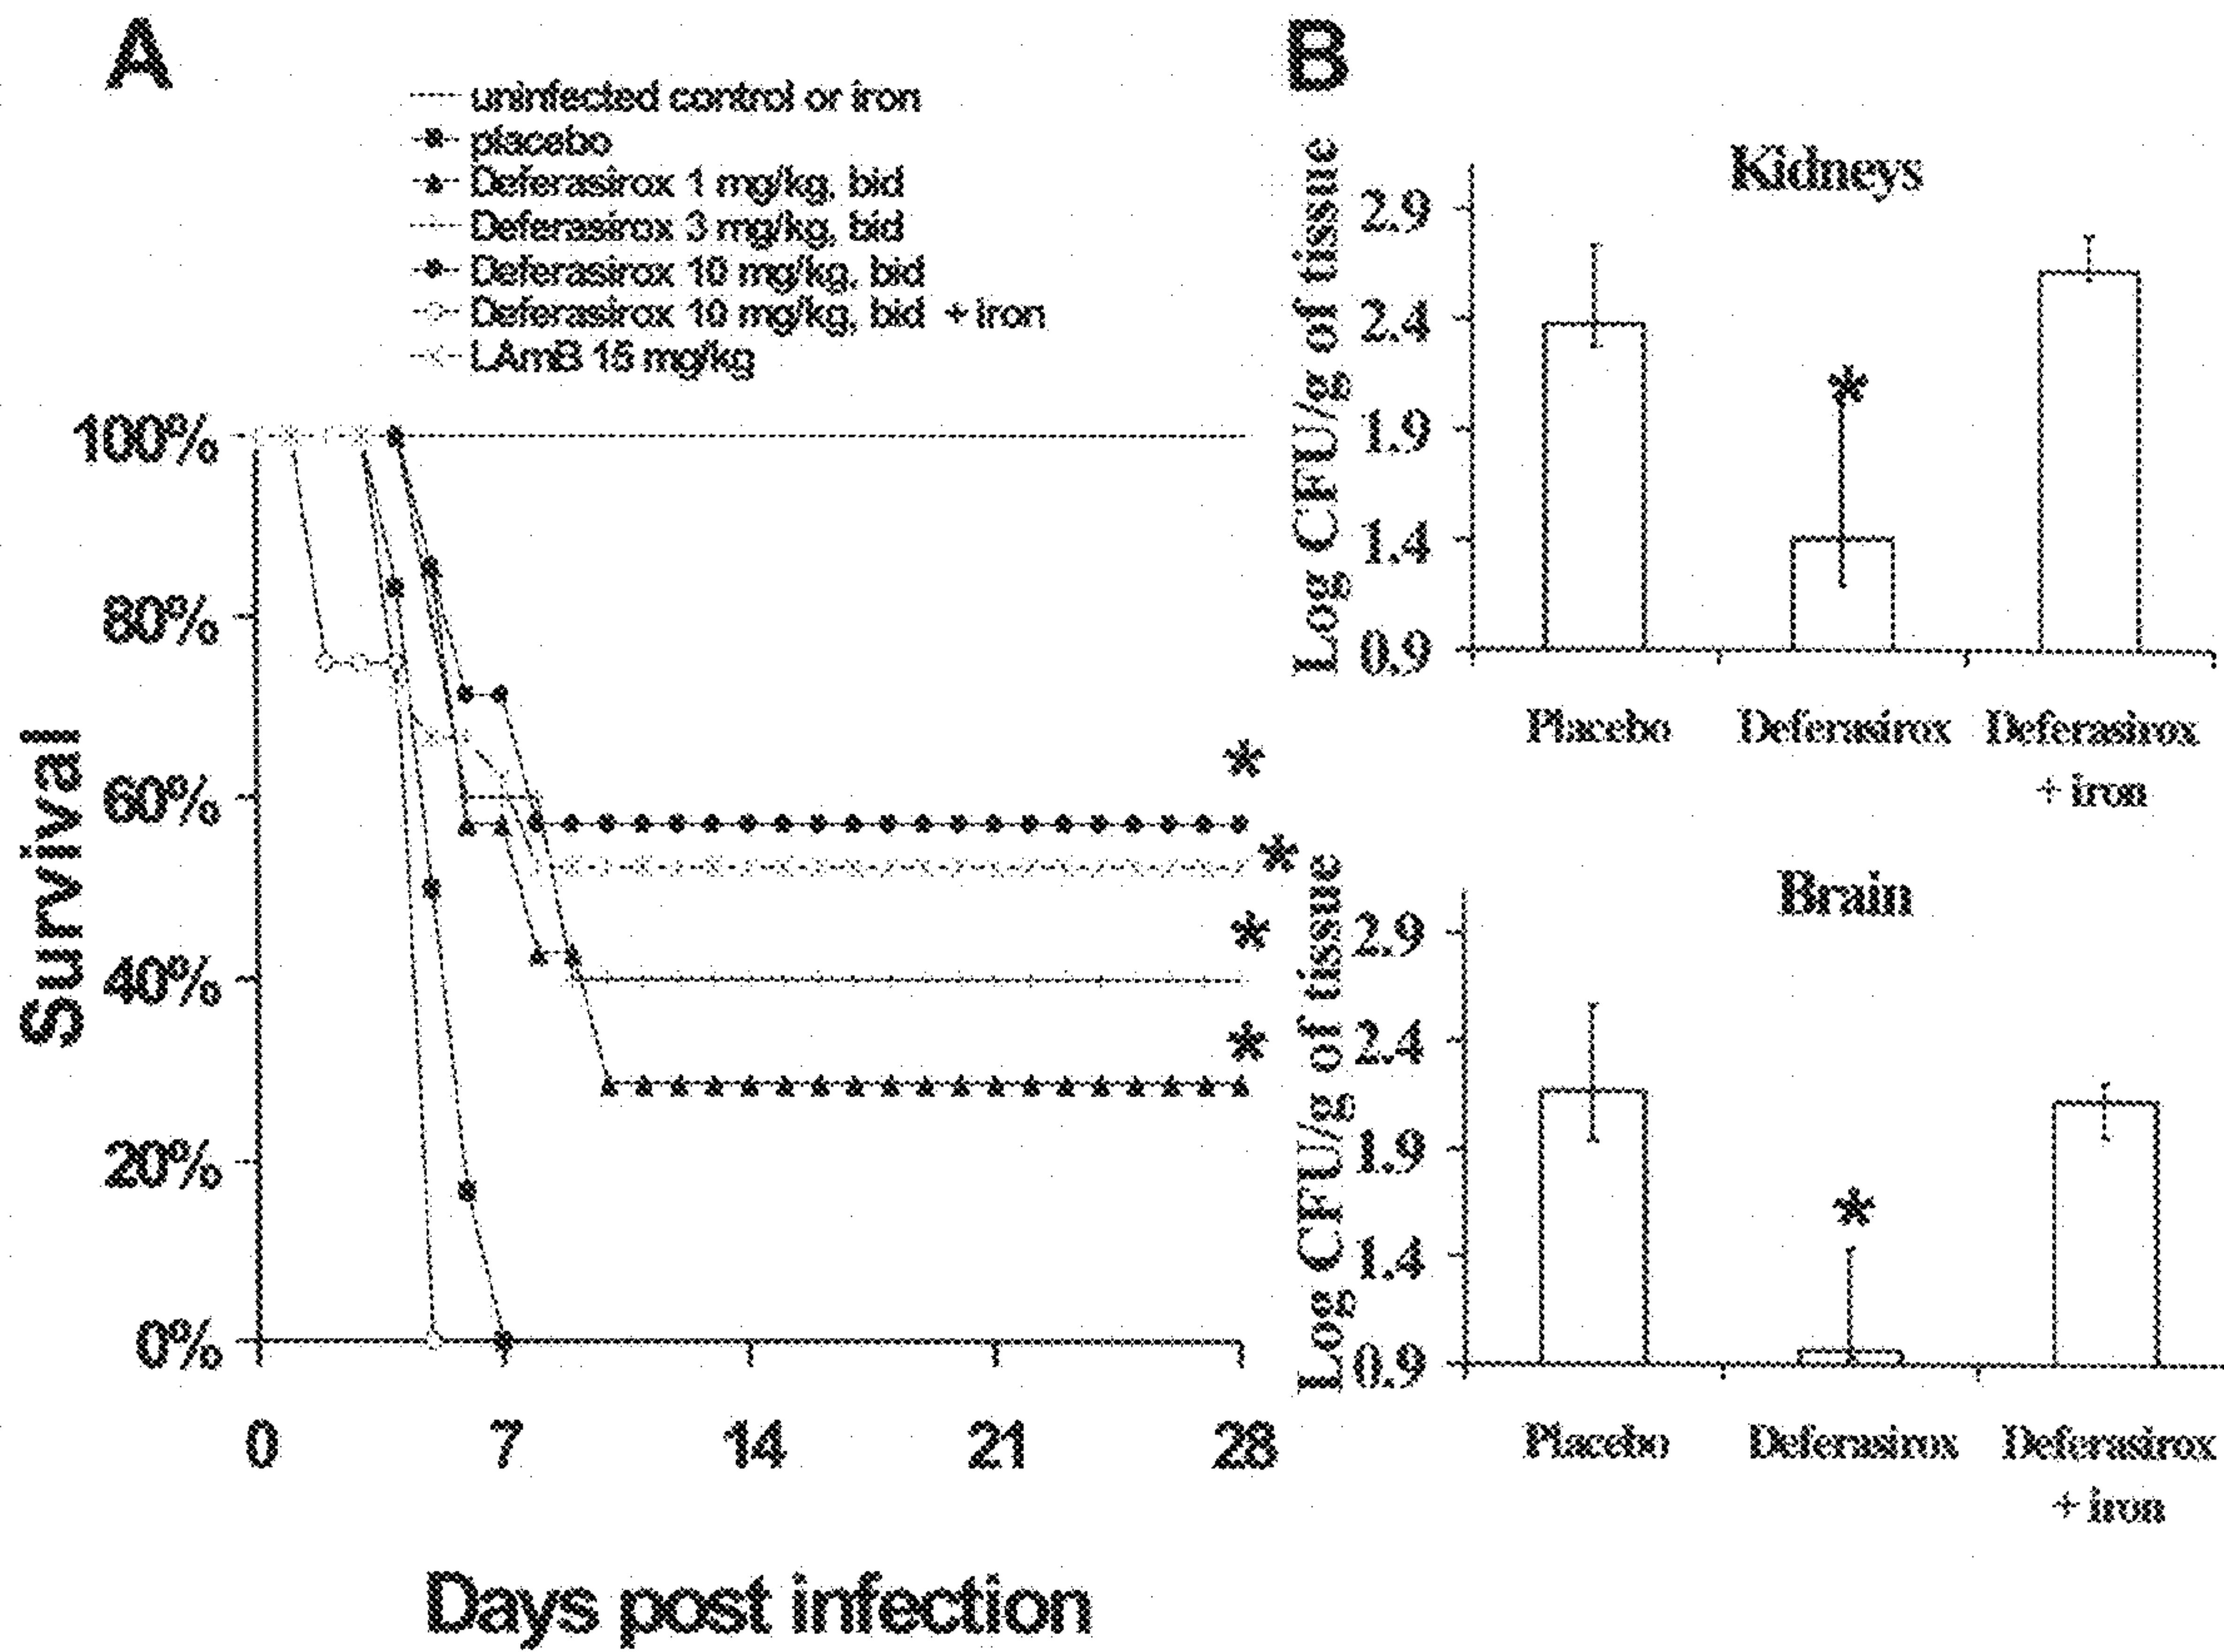 A
uninfected control or iron
placebo
Deferasirox 1 mg/kg, bid
Deferasirox 3 mg/kg, bid
Deferasirox 10 mg/kg, bid
Deferasirox 10 mg/kg, bid + iron
LAmB 15 mg/kg
100%
80%
60%
40%
20%
0%
Survival
0 7 14 21 28
Days post infection
*
*
*
*
B
Kidneys
Log CFU/g of tissue
2.9
2.4
1.9
1.4
0.9
*
Placebo Deferasirox Deferasirox
+ iron
Brain
Log CFU/g of tissue
2.9
2.4
1.9
1.4
0.9
*
Placebo Deferasirox Deferasirox
+ iron